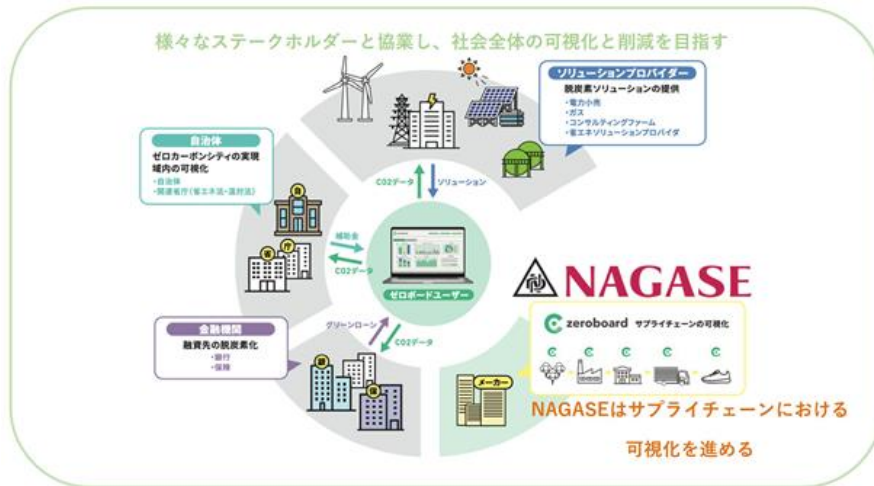 様々なステークホルダーと協業し、社会全体の可視化と削減を目指す
ソリューションプロバイダー
脱炭素ソリューションの提供
・電力小売
・ガス
・コンサルティングファーム
・省エネソリューションプロバイダ
自治体
ゼロカーボンシティの実現
域内の可視化
・自治体
・関連省庁(省エネ法・温対法)
自
省
庁
CO2データ
ソリューション
補助金
CO2データ
ゼロボードユーザー
NAGASE
zeroboard サプライチェーンの可視化
金融機関
融資先の脱炭素化
・銀行
・保険
グリーンローン
CO2データ
銀
保
メーカー
NAGASEはサプライチェーンにおける
可視化を進める